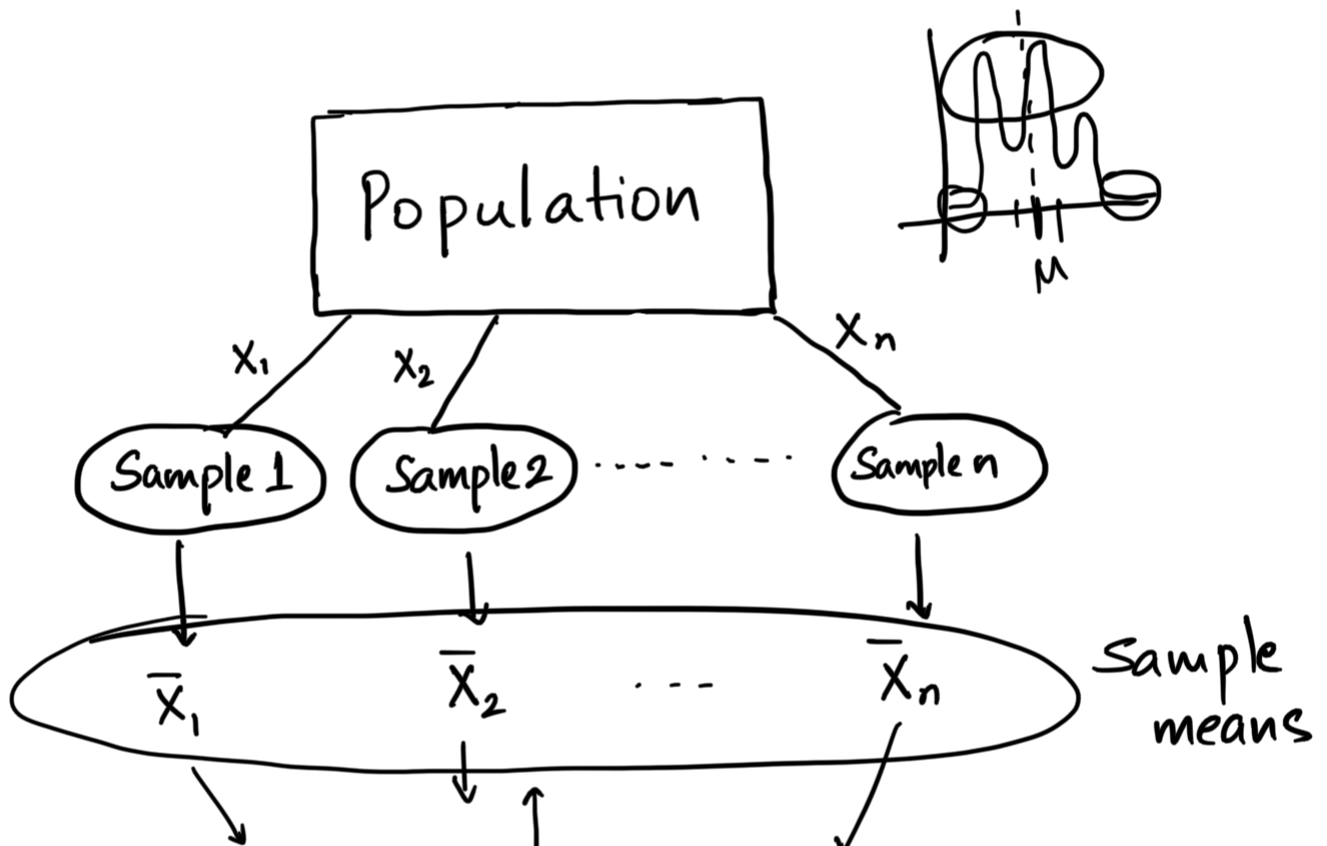 Population
μ
X₁ X₂ Xₙ
Sample 1 Sample 2 ...... ...... Sample n
X̄₁ X̄₂ .... X̄ₙ
Sample
means